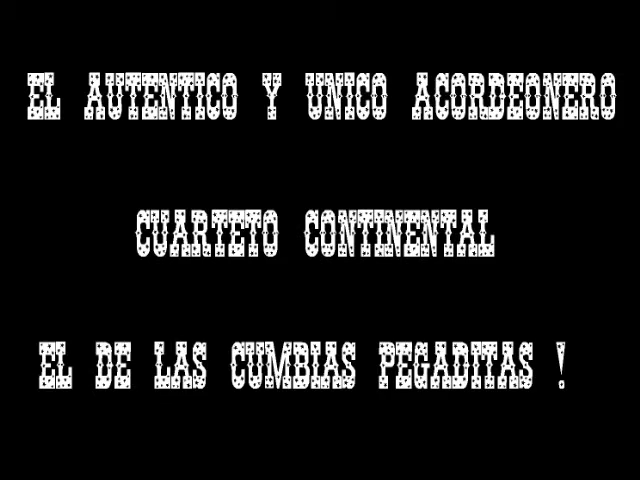 EL AUTENTICO Y UNICO ACORDEONERO
CUARTETO CONTINENTAL
EL DE LAS CUMBIAS PEGADITAS !